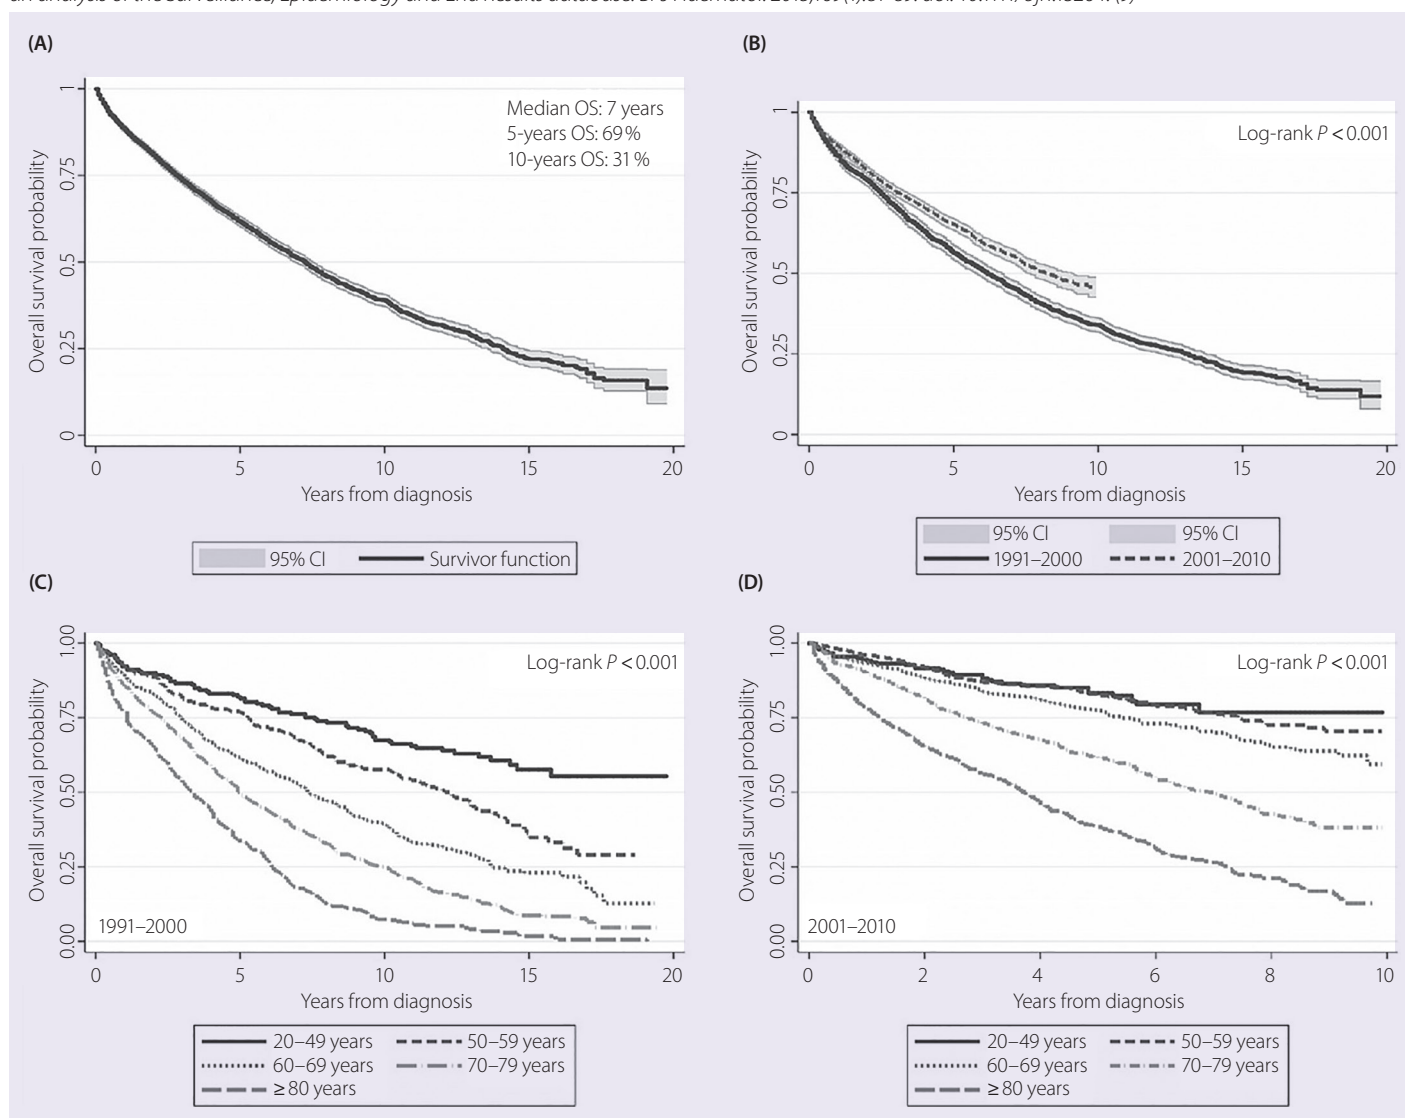 (A)
Overall survival probability
1
0.75
0.5
0.25
0
Median OS: 7 years
5-years OS: 69%
10-years OS: 31%
0 5 10 15 20
Years from diagnosis
95% CI Survivor function
(B)
Overall survival probability
1
0.75
0.5
0.25
0
Log-rank P < 0.001
0 5 10 15 20
Years from diagnosis
95% CI 95% CI
1991–2000 2001–2010
(C)
Overall survival probability
1.00
0.75
0.50
0.25
0.00
Log-rank P < 0.001
1991–2000
0 5 10 15 20
Years from diagnosis
20–49 years 50–59 years
60–69 years 70–79 years
≥ 80 years
(D)
Overall survival probability
1.00
0.75
0.50
0.25
0.00
Log-rank P < 0.001
2001–2010
0 2 4 6 8 10
Years from diagnosis
20–49 years 50–59 years
60–69 years 70–79 years
≥ 80 years